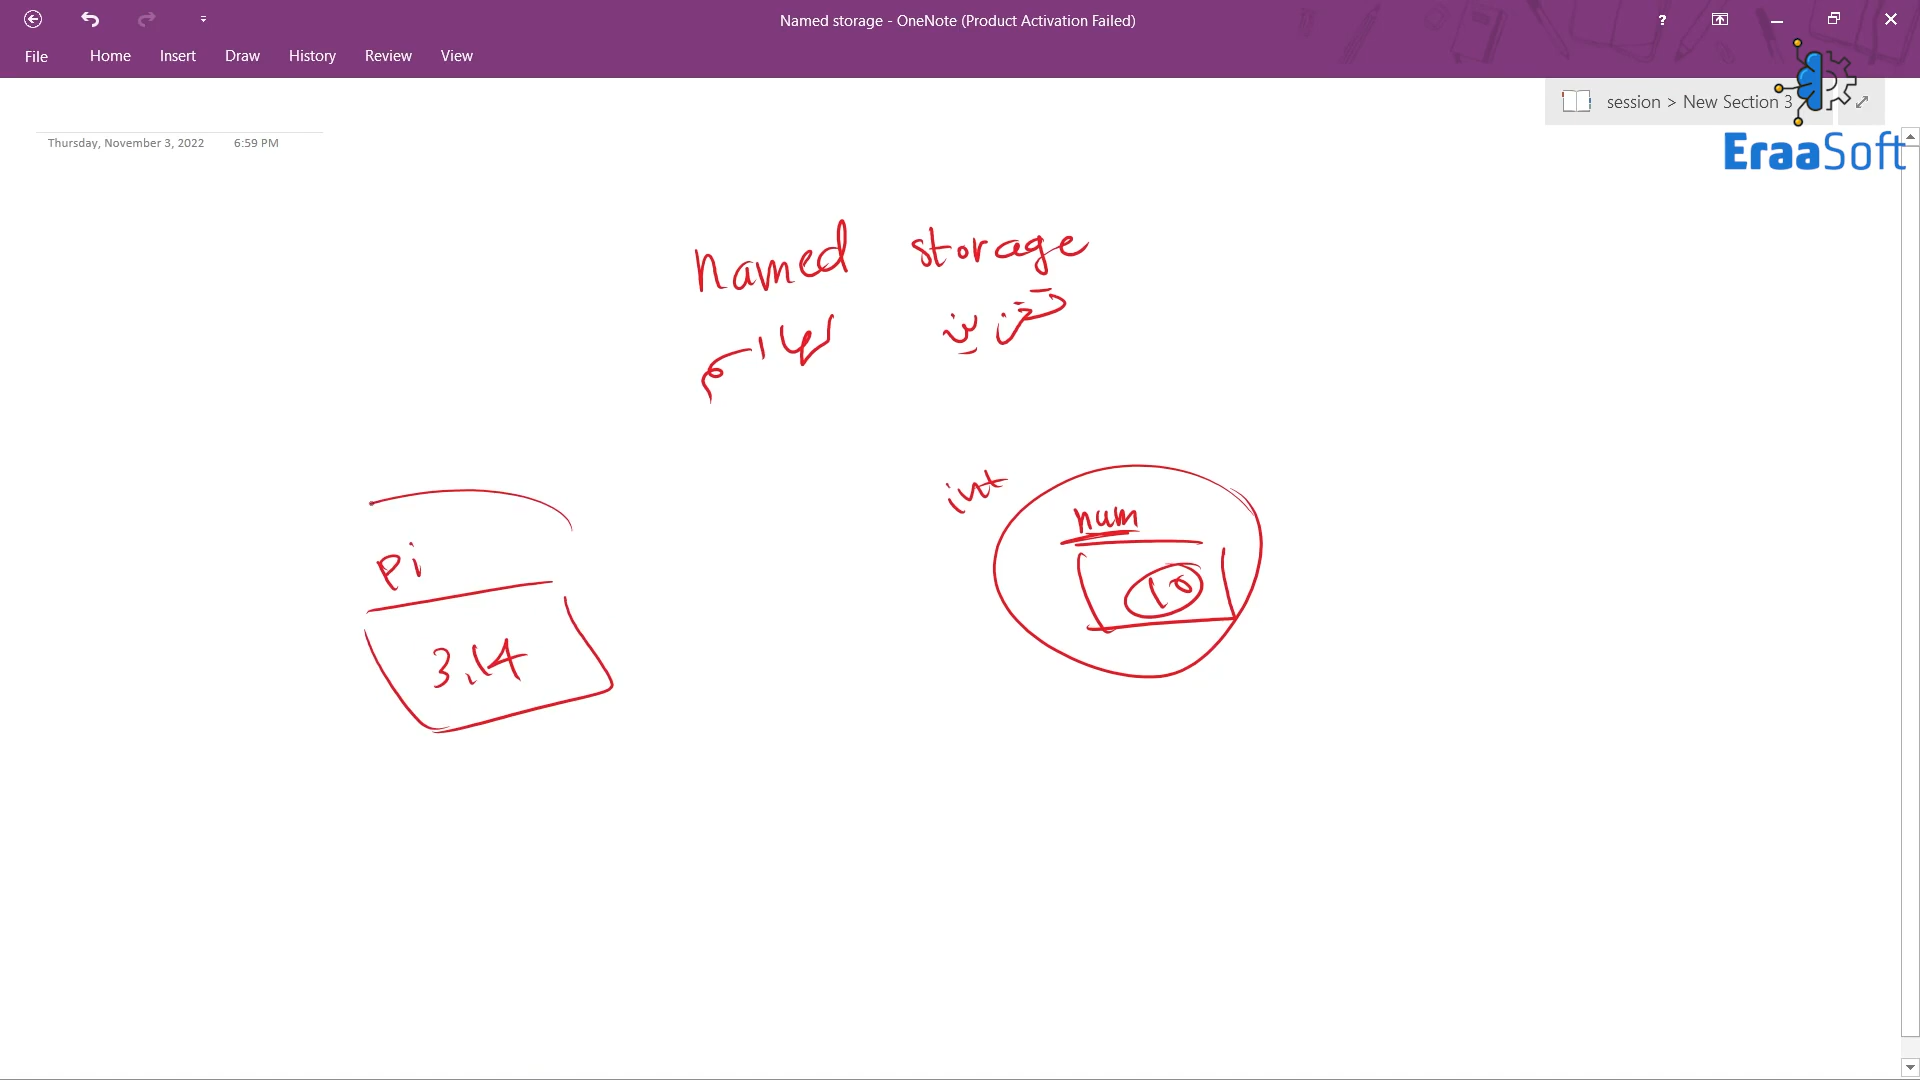 Named storage - OneNote (Product Activation Failed)
?
File Home Insert Draw History Review View
session > New Section 3
EraaSoft
Thursday, November 3, 2022 6:59 PM
Named storage
تخزين
لها اسم
int
num
10
Pi
3.14